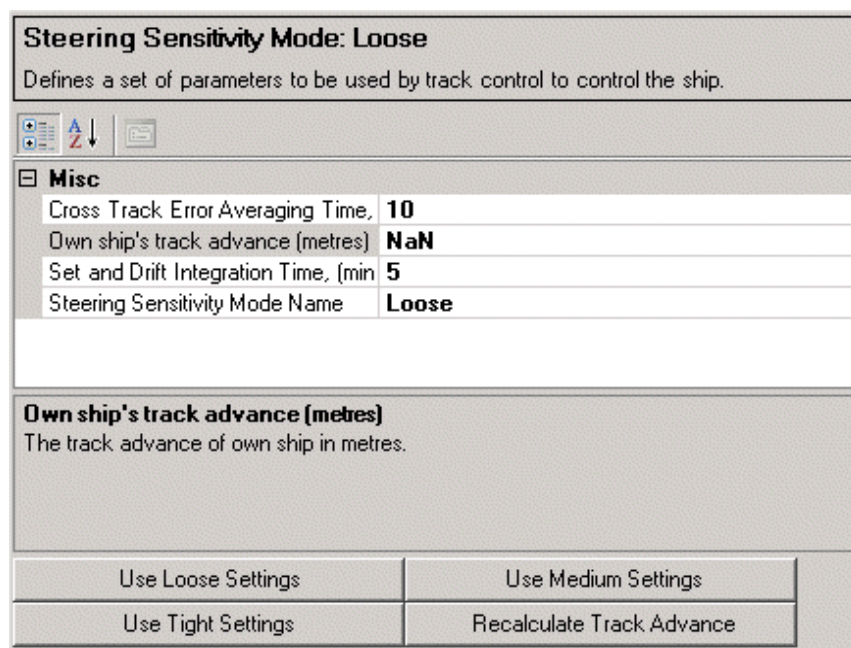 Steering Sensitivity Mode: Loose
Defines a set of parameters to be used by track control to control the ship.
A
Z
Misc
Cross Track Error Averaging Time, 10
Own ship's track advance (metres) NaN
Set and Drift Integration Time, (min 5
Steering Sensitivity Mode Name Loose
Own ship's track advance (metres)
The track advance of own ship in metres.
Use Loose Settings Use Medium Settings
Use Tight Settings Recalculate Track Advance